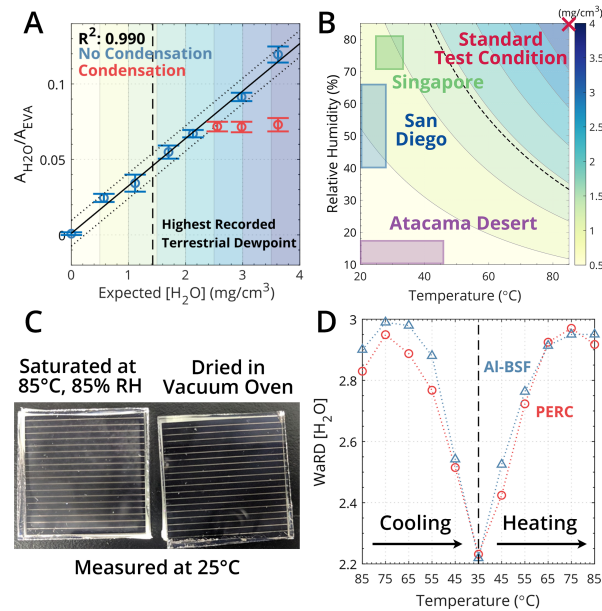 A
R²: 0.990
No Condensation
Condensation
A_H2O/A_EVA
0.1
0.05
0
Highest Recorded
Terrestrial Dewpoint
0 1 2 3 4
Expected [H₂O] (mg/cm³)
B
(mg/cm³)
Relative Humidity (%)
90
80
70
60
50
40
30
20
10
Standard
Test Condition
Singapore
San
Diego
Atacama Desert
20 40 60 80
Temperature (°C)
4
3.5
3
2.5
2
1.5
1
0.5
C
Saturated at
85°C, 85% RH
Dried in
Vacuum Oven
Measured at 25°C
D
WaRD [H₂O]
3
2.8
2.6
2.4
2.2
Al-BSF
PERC
Cooling
Heating
85 75 65 55 45 35 45 55 65 75 85
Temperature (°C)